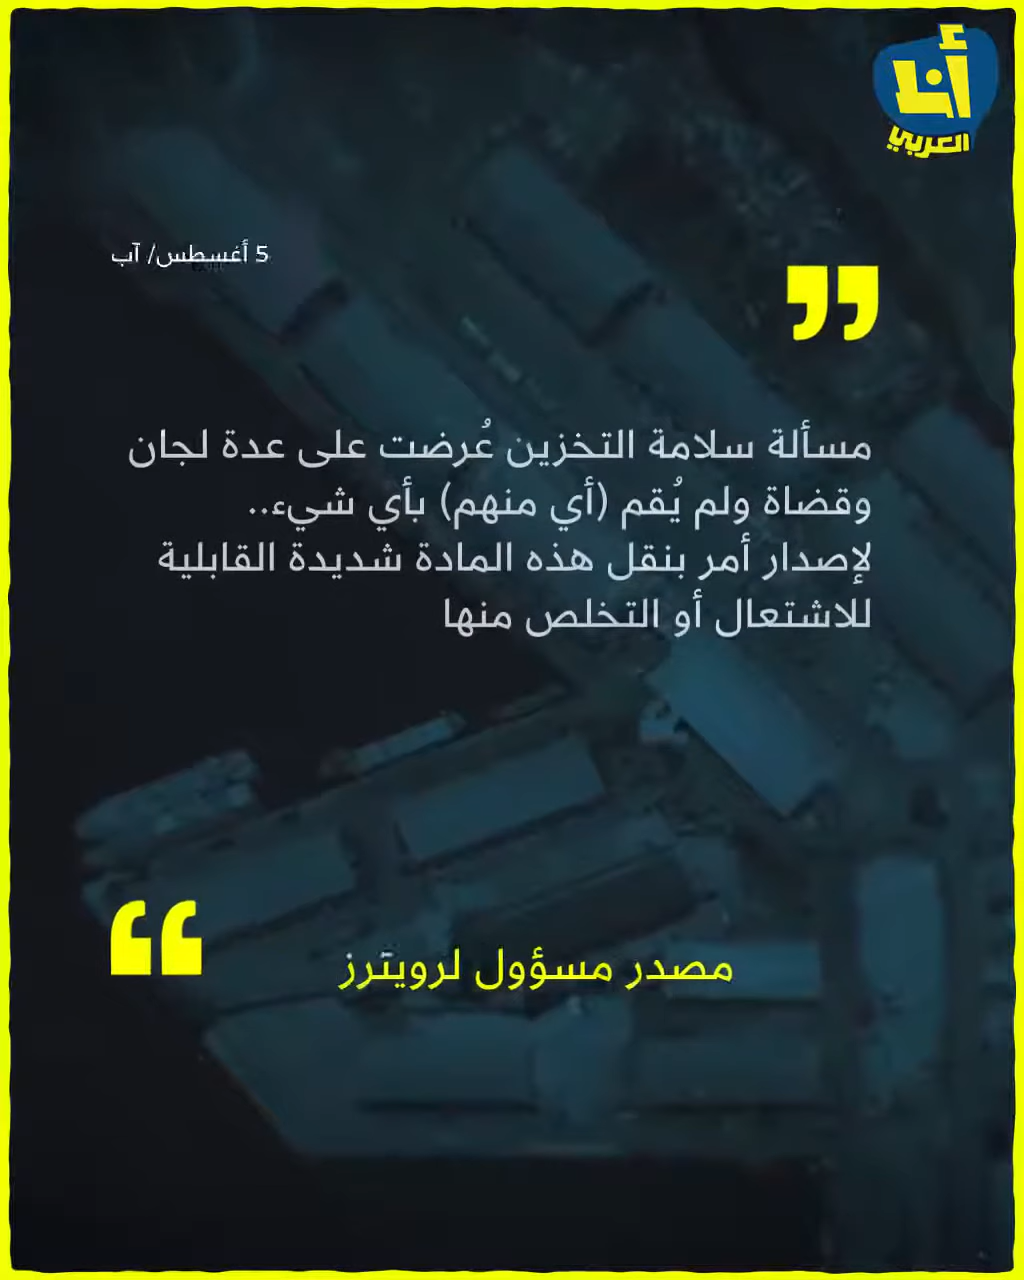 أنا
العربي
5 أغسطس/ آب
مسألة سلامة التخزين عُرضت على عدة لجان
وقضاة ولم يُقم (أي منهم) بأي شيء..
لإصدار أمر بنقل هذه المادة شديدة القابلية
للاشتعال أو التخلص منها
مصدر مسؤول لرويترز